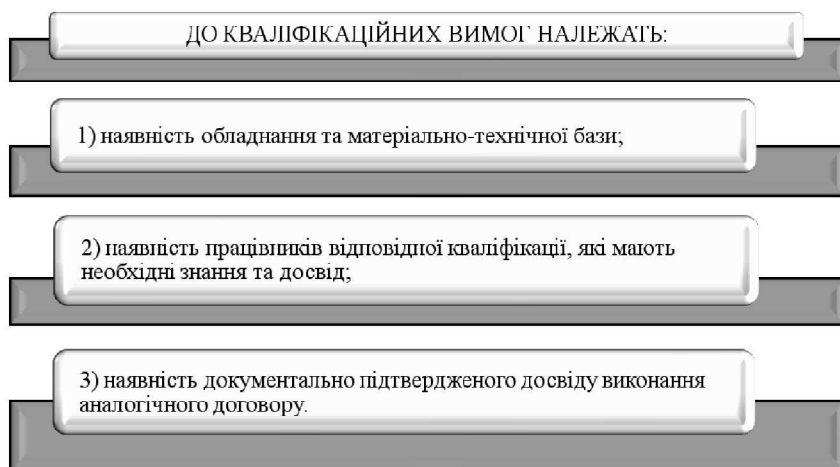 ДО КВАЛІФІКАЦІЙНИХ ВИМОГ НАЛЕЖАТЬ:
1) наявність обладнання та матеріально-технічної бази;
2) наявність працівників відповідної кваліфікації, які мають
необхідні знання та досвід;
3) наявність документально підтвердженого досвіду виконання
аналогічного договору.